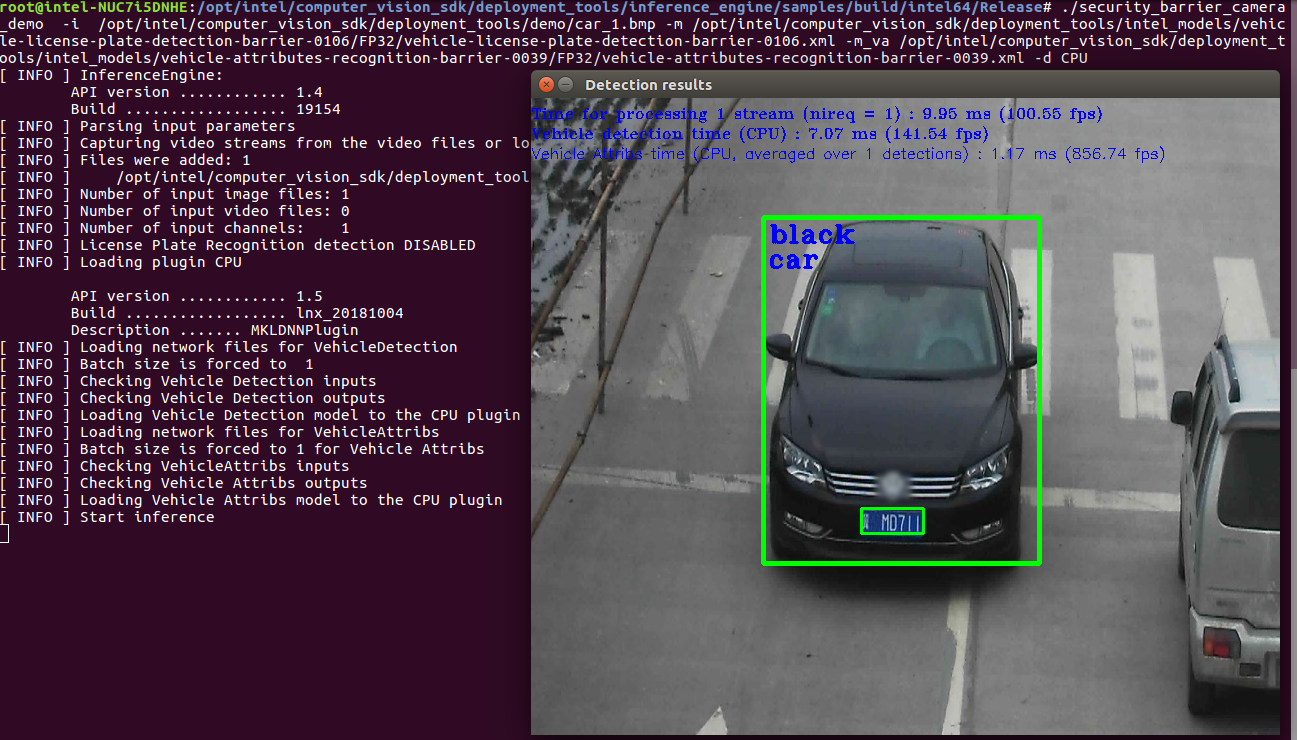 root@intel-NUC7i5DNHE:/opt/intel/computer_vision_sdk/deployment_tools/inference_engine/samples/build/intel64/Release# ./security_barrier_camera
_demo  -i  /opt/intel/computer_vision_sdk/deployment_tools/demo/car_1.bmp -m /opt/intel/computer_vision_sdk/deployment_tools/intel_models/vehic
le-license-plate-detection-barrier-0106/FP32/vehicle-license-plate-detection-barrier-0106.xml -m_va /opt/intel/computer_vision_sdk/deployment_t
ools/intel_models/vehicle-attributes-recognition-barrier-0039/FP32/vehicle-attributes-recognition-barrier-0039.xml -d CPU
[ INFO ] InferenceEngine:
API version ............ 1.4
Build .................. 19154
[ INFO ] Parsing input parameters
[ INFO ] Capturing video streams from the video files or lo
[ INFO ] Files were added: 1
[ INFO ]     /opt/intel/computer_vision_sdk/deployment_tool
[ INFO ] Number of input image files: 1
[ INFO ] Number of input video files: 0
[ INFO ] Number of input channels:    1
[ INFO ] License Plate Recognition detection DISABLED
[ INFO ] Loading plugin CPU
API version ............ 1.5
Build .................. lnx_20181004
Description ....... MKLDNNPlugin
[ INFO ] Loading network files for VehicleDetection
[ INFO ] Batch size is forced to  1
[ INFO ] Checking Vehicle Detection inputs
[ INFO ] Checking Vehicle Detection outputs
[ INFO ] Loading Vehicle Detection model to the CPU plugin
[ INFO ] Loading network files for VehicleAttribs
[ INFO ] Batch size is forced to 1 for Vehicle Attribs
[ INFO ] Checking VehicleAttribs inputs
[ INFO ] Checking Vehicle Attribs outputs
[ INFO ] Loading Vehicle Attribs model to the CPU plugin
[ INFO ] Start inference
Detection results
Time for processing 1 stream (nireq = 1) : 9.95 ms (100.55 fps)
Vehicle detection time (CPU) : 7.07 ms (141.54 fps)
Vehicle Attribs time (CPU, averaged over 1 detections) : 1.17 ms (856.74 fps)
black
car
MD711